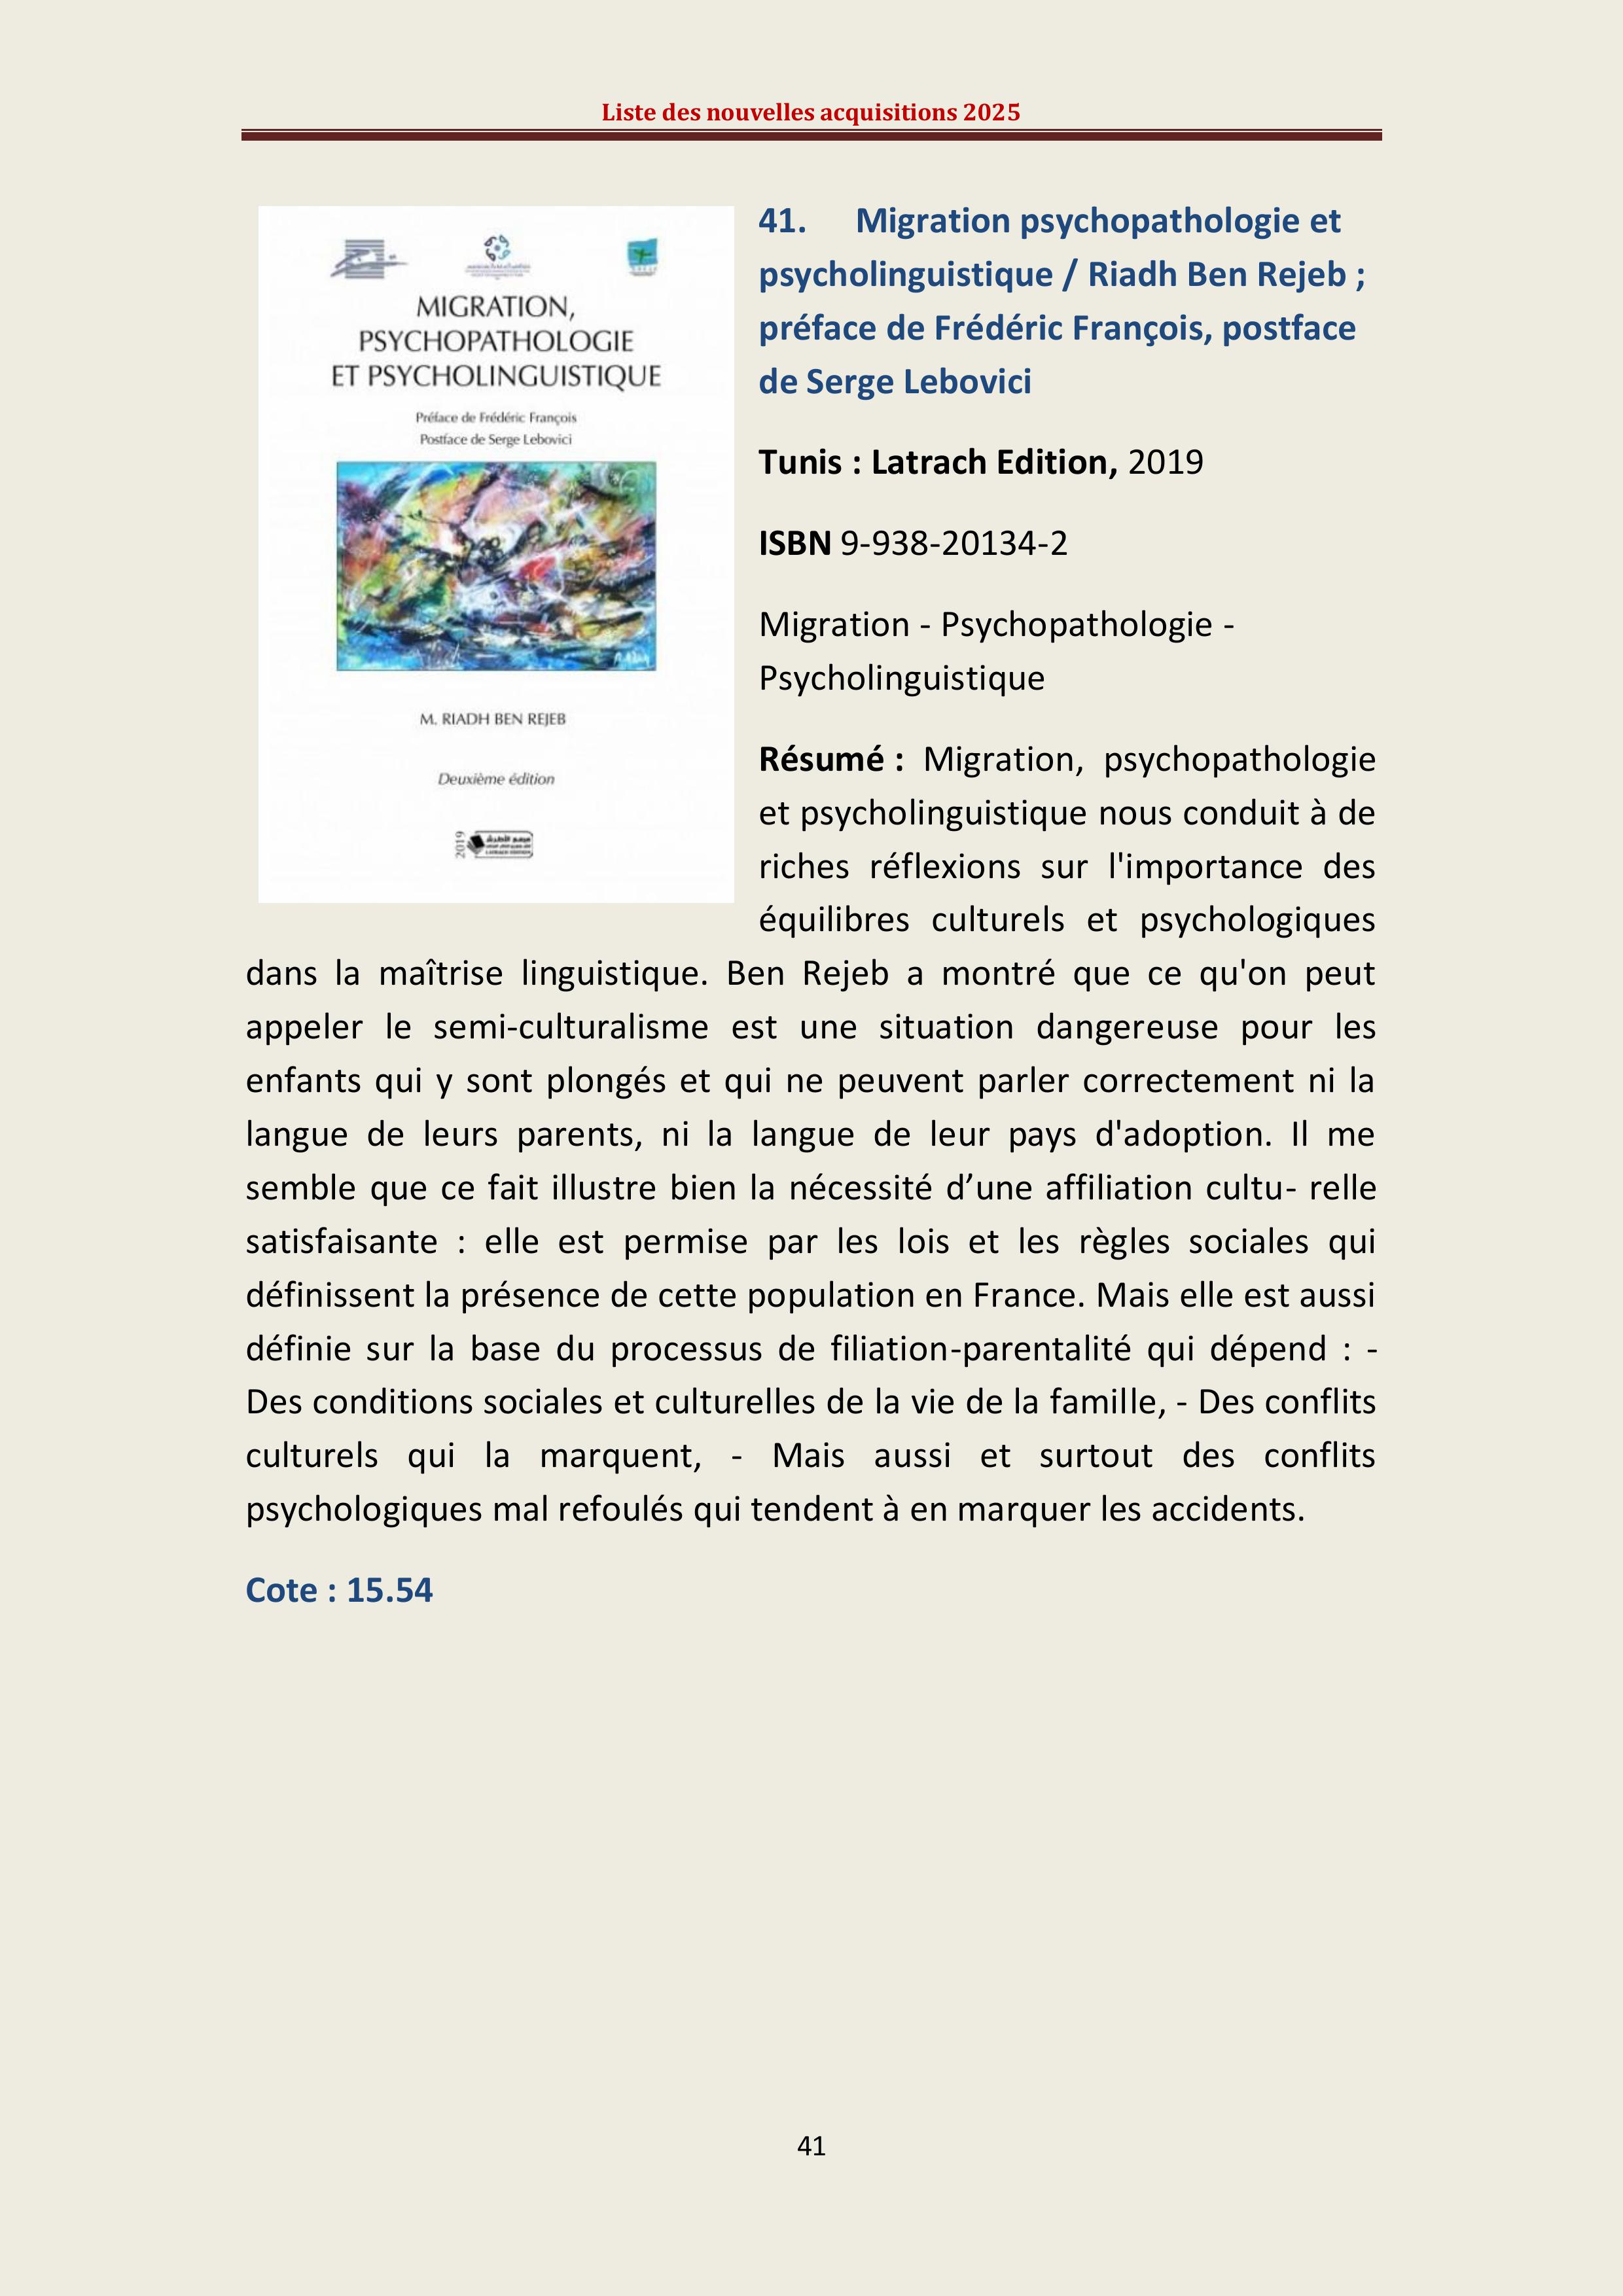 Liste des nouvelles acquisitions 2025
MIGRATION,
PSYCHOPATHOLOGIE
ET PSYCHOLINGUISTIQUE
Préface de Frédéric François
Postface de Serge Lebovici
M. RIADH BEN REJEB
Deuxième édition
2019
LATRACH EDITION
41. Migration psychopathologie et
psycholinguistique / Riadh Ben Rejeb ;
préface de Frédéric François, postface
de Serge Lebovici
Tunis : Latrach Edition, 2019
ISBN 9-938-20134-2
Migration - Psychopathologie -
Psycholinguistique
Résumé : Migration, psychopathologie
et psycholinguistique nous conduit à de
riches réflexions sur l'importance des
équilibres culturels et psychologiques
dans la maîtrise linguistique. Ben Rejeb a montré que ce qu'on peut
appeler le semi-culturalisme est une situation dangereuse pour les
enfants qui y sont plongés et qui ne peuvent parler correctement ni la
langue de leurs parents, ni la langue de leur pays d'adoption. Il me
semble que ce fait illustre bien la nécessité d’une affiliation cultu- relle
satisfaisante : elle est permise par les lois et les règles sociales qui
définissent la présence de cette population en France. Mais elle est aussi
définie sur la base du processus de filiation-parentalité qui dépend : -
Des conditions sociales et culturelles de la vie de la famille, - Des conflits
culturels qui la marquent, - Mais aussi et surtout des conflits
psychologiques mal refoulés qui tendent à en marquer les accidents.
Cote : 15.54
41